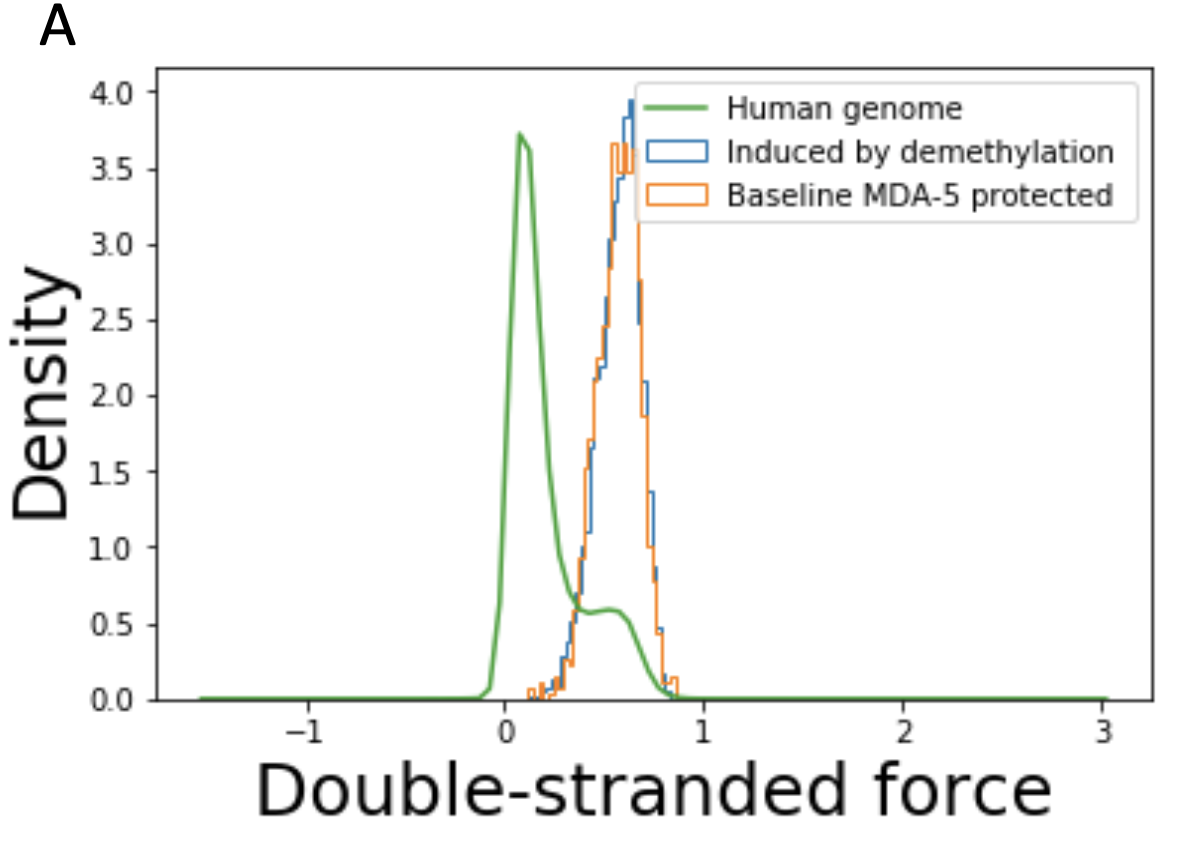 A
4.0
3.5
3.0
2.5
2.0
1.5
1.0
0.5
0.0
Density
Human genome
Induced by demethylation
Baseline MDA-5 protected
−1 0 1 2 3
Double-stranded force